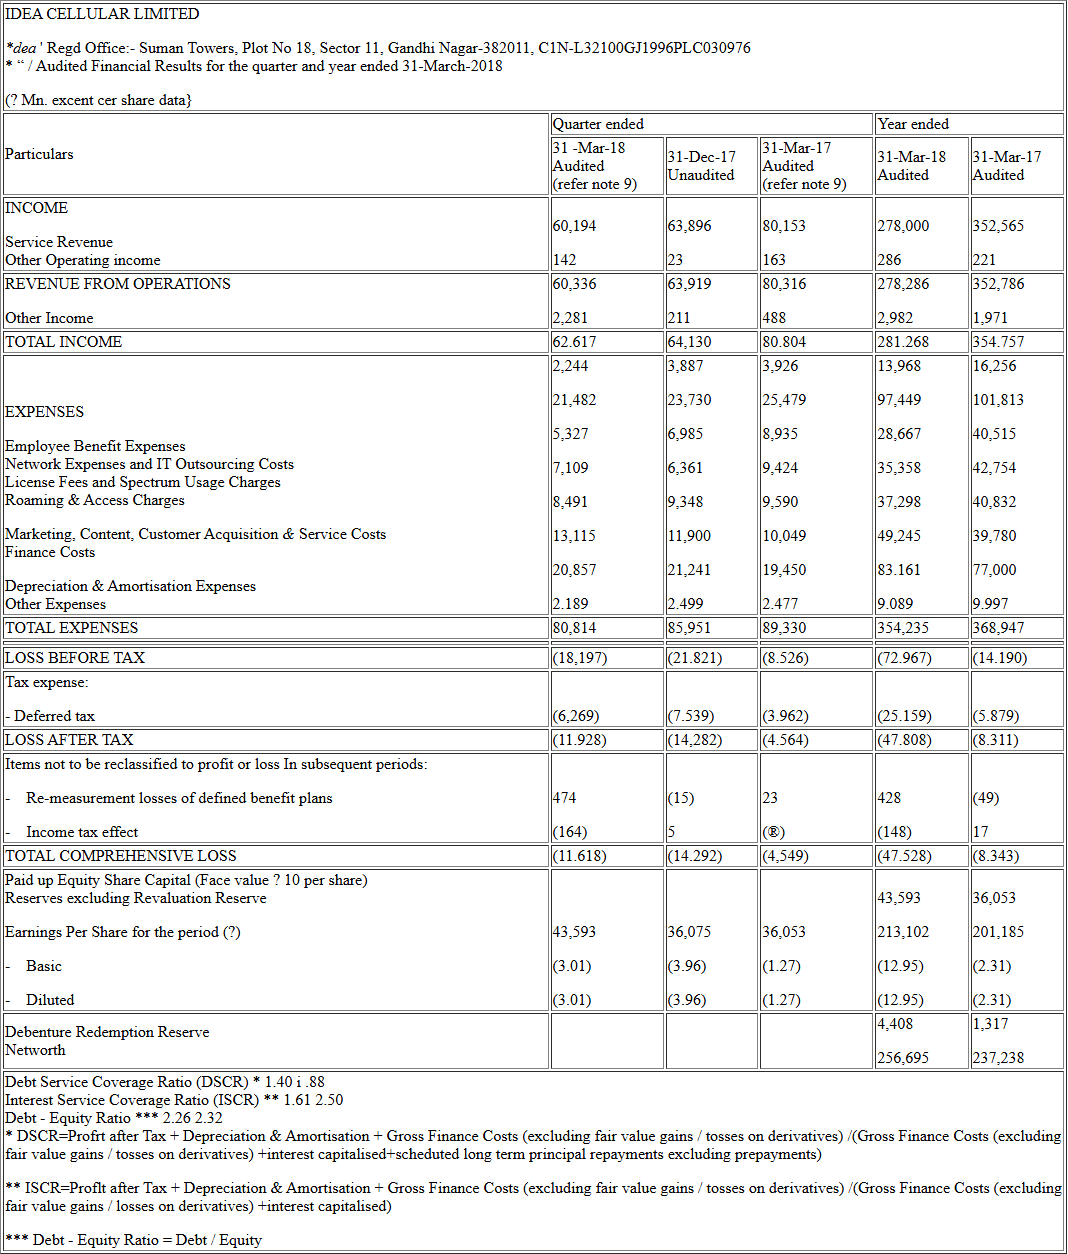 IDEA CELLULAR LIMITED
*dea ' Regd Office:- Suman Towers, Plot No 18, Sector 11, Gandhi Nagar-382011, C1N-L32100GJ1996PLC030976
* “ / Audited Financial Results for the quarter and year ended 31-March-2018
(? Mn. excent cer share data}
Particulars
Quarter ended
Year ended
31 -Mar-18 Audited (refer note 9)
31-Dec-17 Unaudited
31-Mar-17 Audited (refer note 9)
31-Mar-18 Audited
31-Mar-17 Audited
INCOME
Service Revenue 60,194 63,896 80,153 278,000 352,565
Other Operating income 142 23 163 286 221
REVENUE FROM OPERATIONS 60,336 63,919 80,316 278,286 352,786
Other Income 2,281 211 488 2,982 1,971
TOTAL INCOME 62.617 64,130 80.804 281.268 354.757
EXPENSES
Employee Benefit Expenses 2,244 3,887 3,926 13,968 16,256
Network Expenses and IT Outsourcing Costs 21,482 23,730 25,479 97,449 101,813
License Fees and Spectrum Usage Charges 5,327 6,985 8,935 28,667 40,515
Roaming & Access Charges 7,109 6,361 9,424 35,358 42,754
Marketing, Content, Customer Acquisition & Service Costs 8,491 9,348 9,590 37,298 40,832
Finance Costs 13,115 11,900 10,049 49,245 39,780
Depreciation & Amortisation Expenses 20,857 21,241 19,450 83.161 77,000
Other Expenses 2.189 2.499 2.477 9.089 9.997
TOTAL EXPENSES 80,814 85,951 89,330 354,235 368,947
LOSS BEFORE TAX (18,197) (21.821) (8.526) (72.967) (14.190)
Tax expense:
- Deferred tax (6,269) (7.539) (3.962) (25.159) (5.879)
LOSS AFTER TAX (11.928) (14,282) (4.564) (47.808) (8.311)
Items not to be reclassified to profit or loss In subsequent periods:
- Re-measurement losses of defined benefit plans 474 (15) 23 428 (49)
- Income tax effect (164) 5 (®) (148) 17
TOTAL COMPREHENSIVE LOSS (11.618) (14.292) (4,549) (47.528) (8.343)
Paid up Equity Share Capital (Face value ? 10 per share) 43,593 36,075 36,053 43,593 36,053
Reserves excluding Revaluation Reserve 213,102 201,185
Earnings Per Share for the period (?)
- Basic (3.01) (3.96) (1.27) (12.95) (2.31)
- Diluted (3.01) (3.96) (1.27) (12.95) (2.31)
Debenture Redemption Reserve 4,408 1,317
Networth 256,695 237,238
Debt Service Coverage Ratio (DSCR) * 1.40 i .88
Interest Service Coverage Ratio (ISCR) ** 1.61 2.50
Debt - Equity Ratio *** 2.26 2.32
* DSCR=Profrt after Tax + Depreciation & Amortisation + Gross Finance Costs (excluding fair value gains / tosses on derivatives) /(Gross Finance Costs (excluding
fair value gains / tosses on derivatives) +interest capitalised+scheduted long term principal repayments excluding prepayments)
** ISCR=Proflt after Tax + Depreciation & Amortisation + Gross Finance Costs (excluding fair value gains / tosses on derivatives) /(Gross Finance Costs (excluding
fair value gains / losses on derivatives) +interest capitalised)
*** Debt - Equity Ratio = Debt / Equity